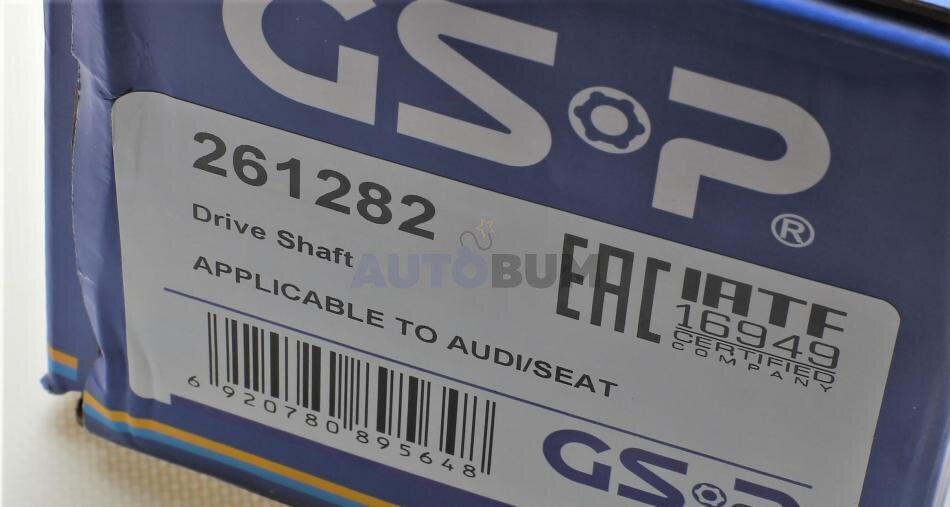 GSP®
261282
Drive Shaft
APPLICABLE TO AUDI/SEAT
AUTOBUM
EAC
IATF
16949
CERTIFIED
COMPANY
6 920780 895648
GSP